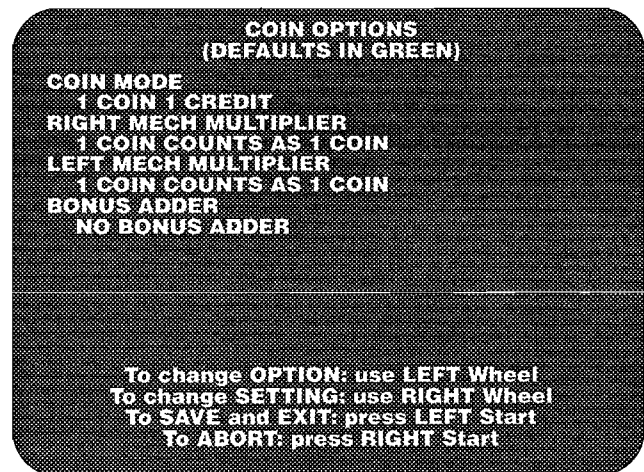 COIN OPTIONS
(DEFAULTS IN GREEN)
COIN MODE
1 COIN 1 CREDIT
RIGHT MECH MULTIPLIER
1 COIN COUNTS AS 1 COIN
LEFT MECH MULTIPLIER
1 COIN COUNTS AS 1 COIN
BONUS ADDER
NO BONUS ADDER
To change OPTION: use LEFT Wheel
To change SETTING: use RIGHT Wheel
To SAVE and EXIT: press LEFT Start
To ABORT: press RIGHT Start